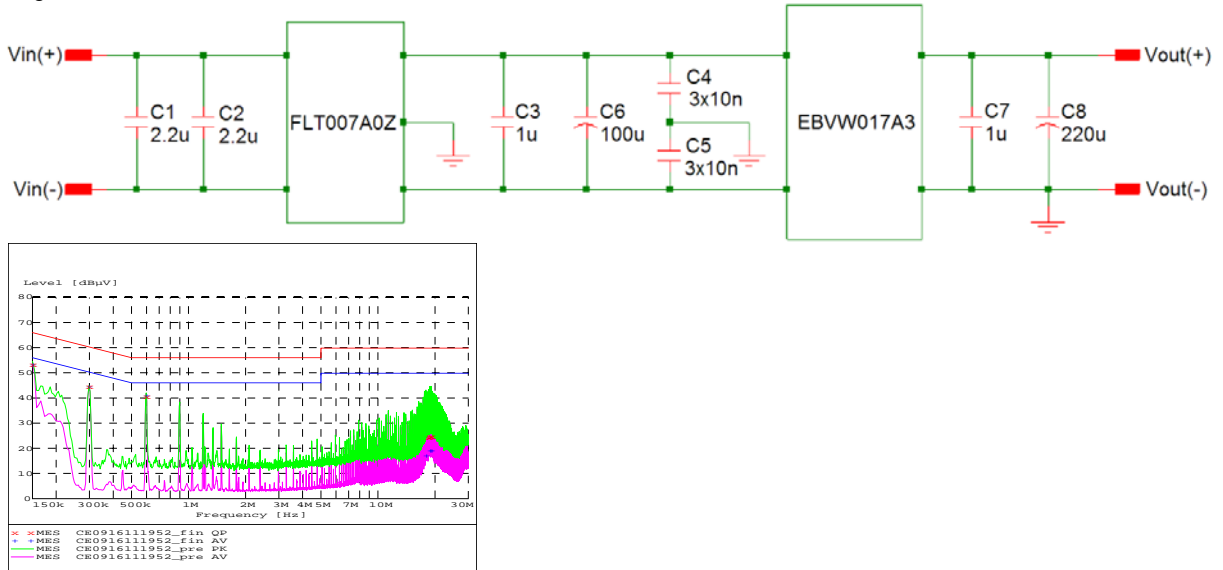 Vin(+)
Vin(-)
C1
2.2u
C2
2.2u
FLT007A0Z
C3
1u
C6
100u
C4
3x10n
C5
3x10n
EBVW017A3
C7
1u
C8
220u
Vout(+)
Vout(-)
Level [dBµV]
80
70
60
50
40
30
20
10
0
150k 300k 500k 1M 2M 3M 4M 5M 7M 10M 30M
Frequency [Hz]
× ×MES CE0916111952_fin QP
+ +MES CE0916111952_fin AV
MES CE0916111952_pre PK
MES CE0916111952_pre AV